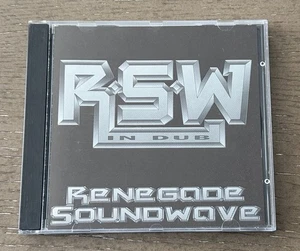 R·S·W
IN DUB
RENEGADE
SOUNDWAVE